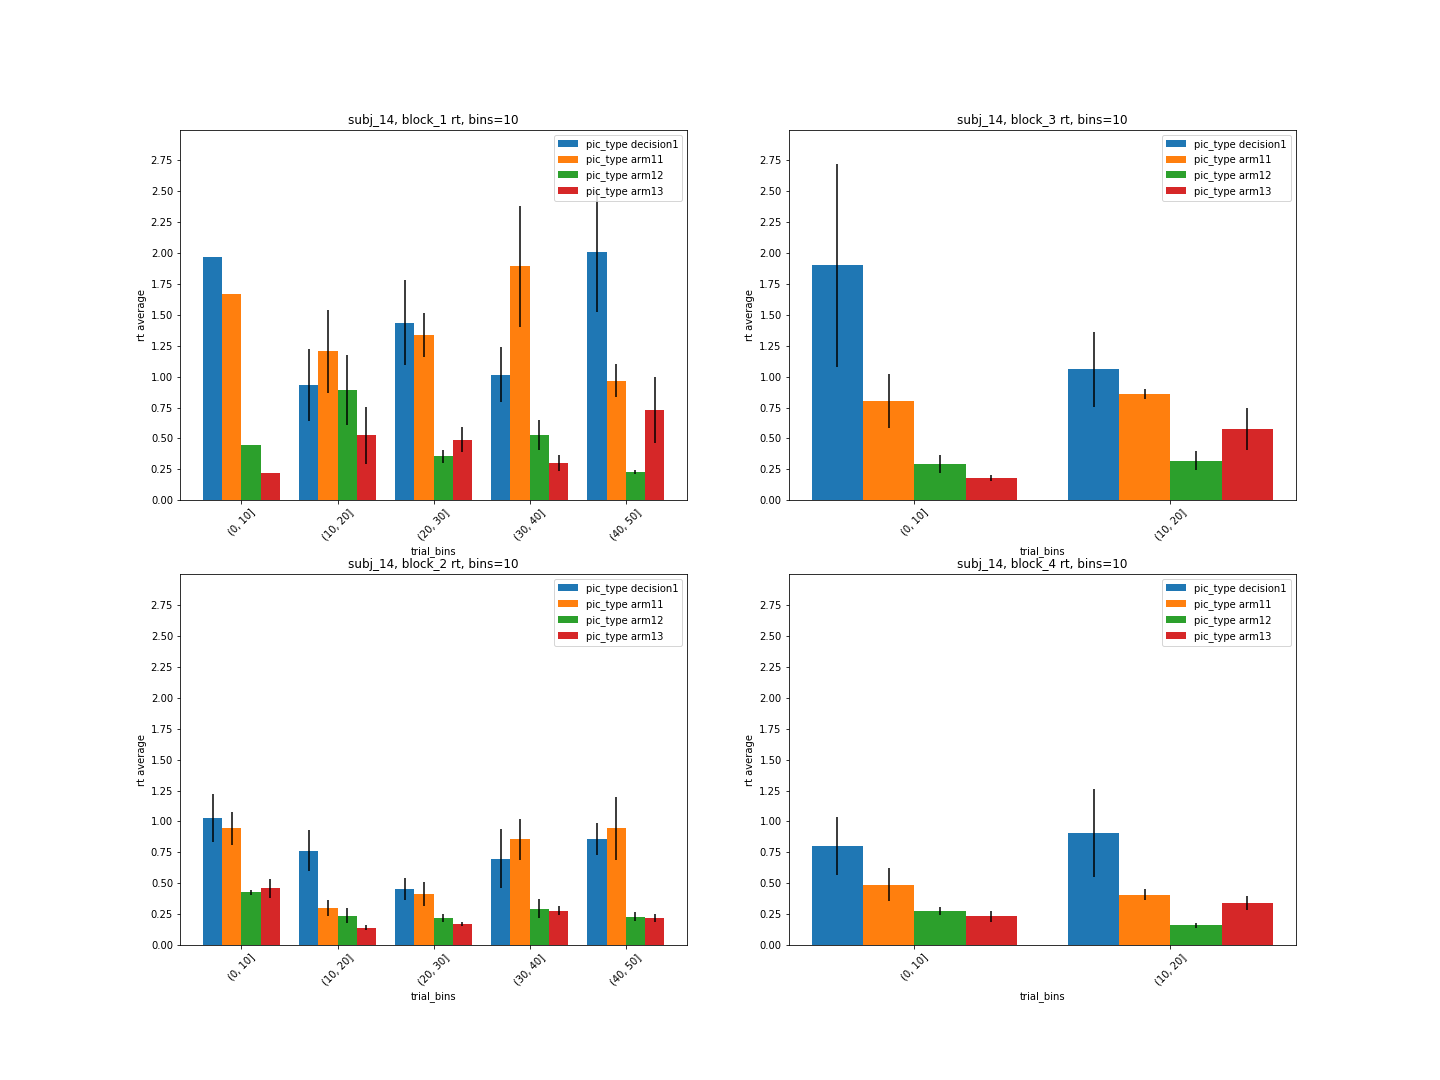 subj_14, block_1 rt, bins=10
pic_type decision1
pic_type arm11
pic_type arm12
pic_type arm13
2.75
2.50
2.25
2.00
1.75
1.50
1.25
1.00
0.75
0.50
0.25
0.00
rt average
(0, 10]
(10, 20]
(20, 30]
(30, 40]
(40, 50]
trial_bins
subj_14, block_3 rt, bins=10
pic_type decision1
pic_type arm11
pic_type arm12
pic_type arm13
2.75
2.50
2.25
2.00
1.75
1.50
1.25
1.00
0.75
0.50
0.25
0.00
rt average
(0, 10]
(10, 20]
trial_bins
subj_14, block_2 rt, bins=10
pic_type decision1
pic_type arm11
pic_type arm12
pic_type arm13
2.75
2.50
2.25
2.00
1.75
1.50
1.25
1.00
0.75
0.50
0.25
0.00
rt average
(0, 10]
(10, 20]
(20, 30]
(30, 40]
(40, 50]
trial_bins
subj_14, block_4 rt, bins=10
pic_type decision1
pic_type arm11
pic_type arm12
pic_type arm13
2.75
2.50
2.25
2.00
1.75
1.50
1.25
1.00
0.75
0.50
0.25
0.00
rt average
(0, 10]
(10, 20]
trial_bins